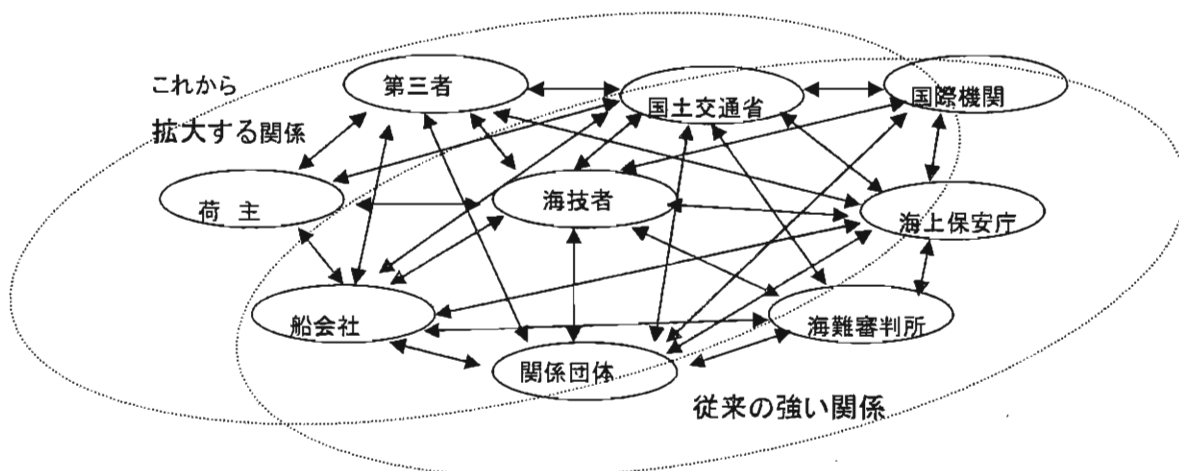 これから
拡大する関係
第三者
国土交通省
国際機関
荷 主
海技者
海上保安庁
船会社
海難審判所
関係団体
従来の強い関係